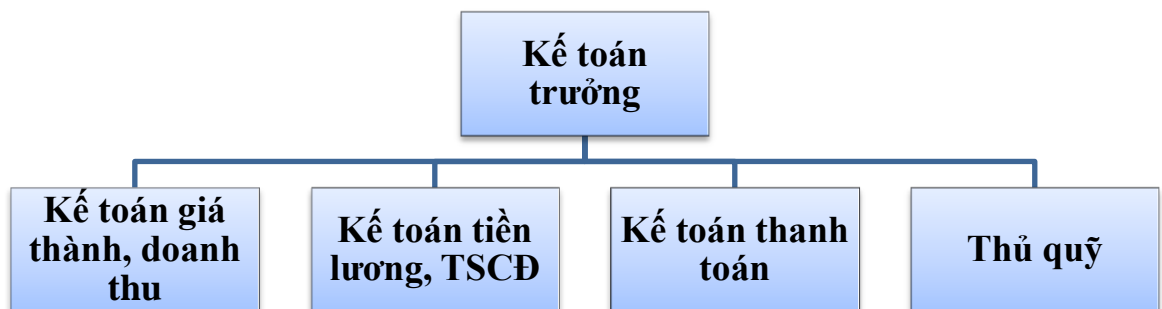 Kế toán
trưởng
Kế toán giá
thành, doanh
thu
Kế toán tiền
lương, TSCĐ
Kế toán thanh
toán
Thủ quỹ